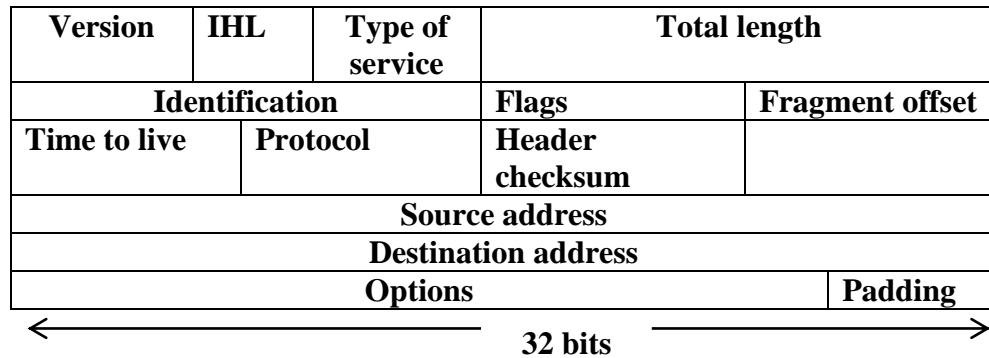 Version IHL Type of Total length
service
Identification Flags Fragment offset
Time to live Protocol Header
checksum
Source address
Destination address
Options Padding
32 bits